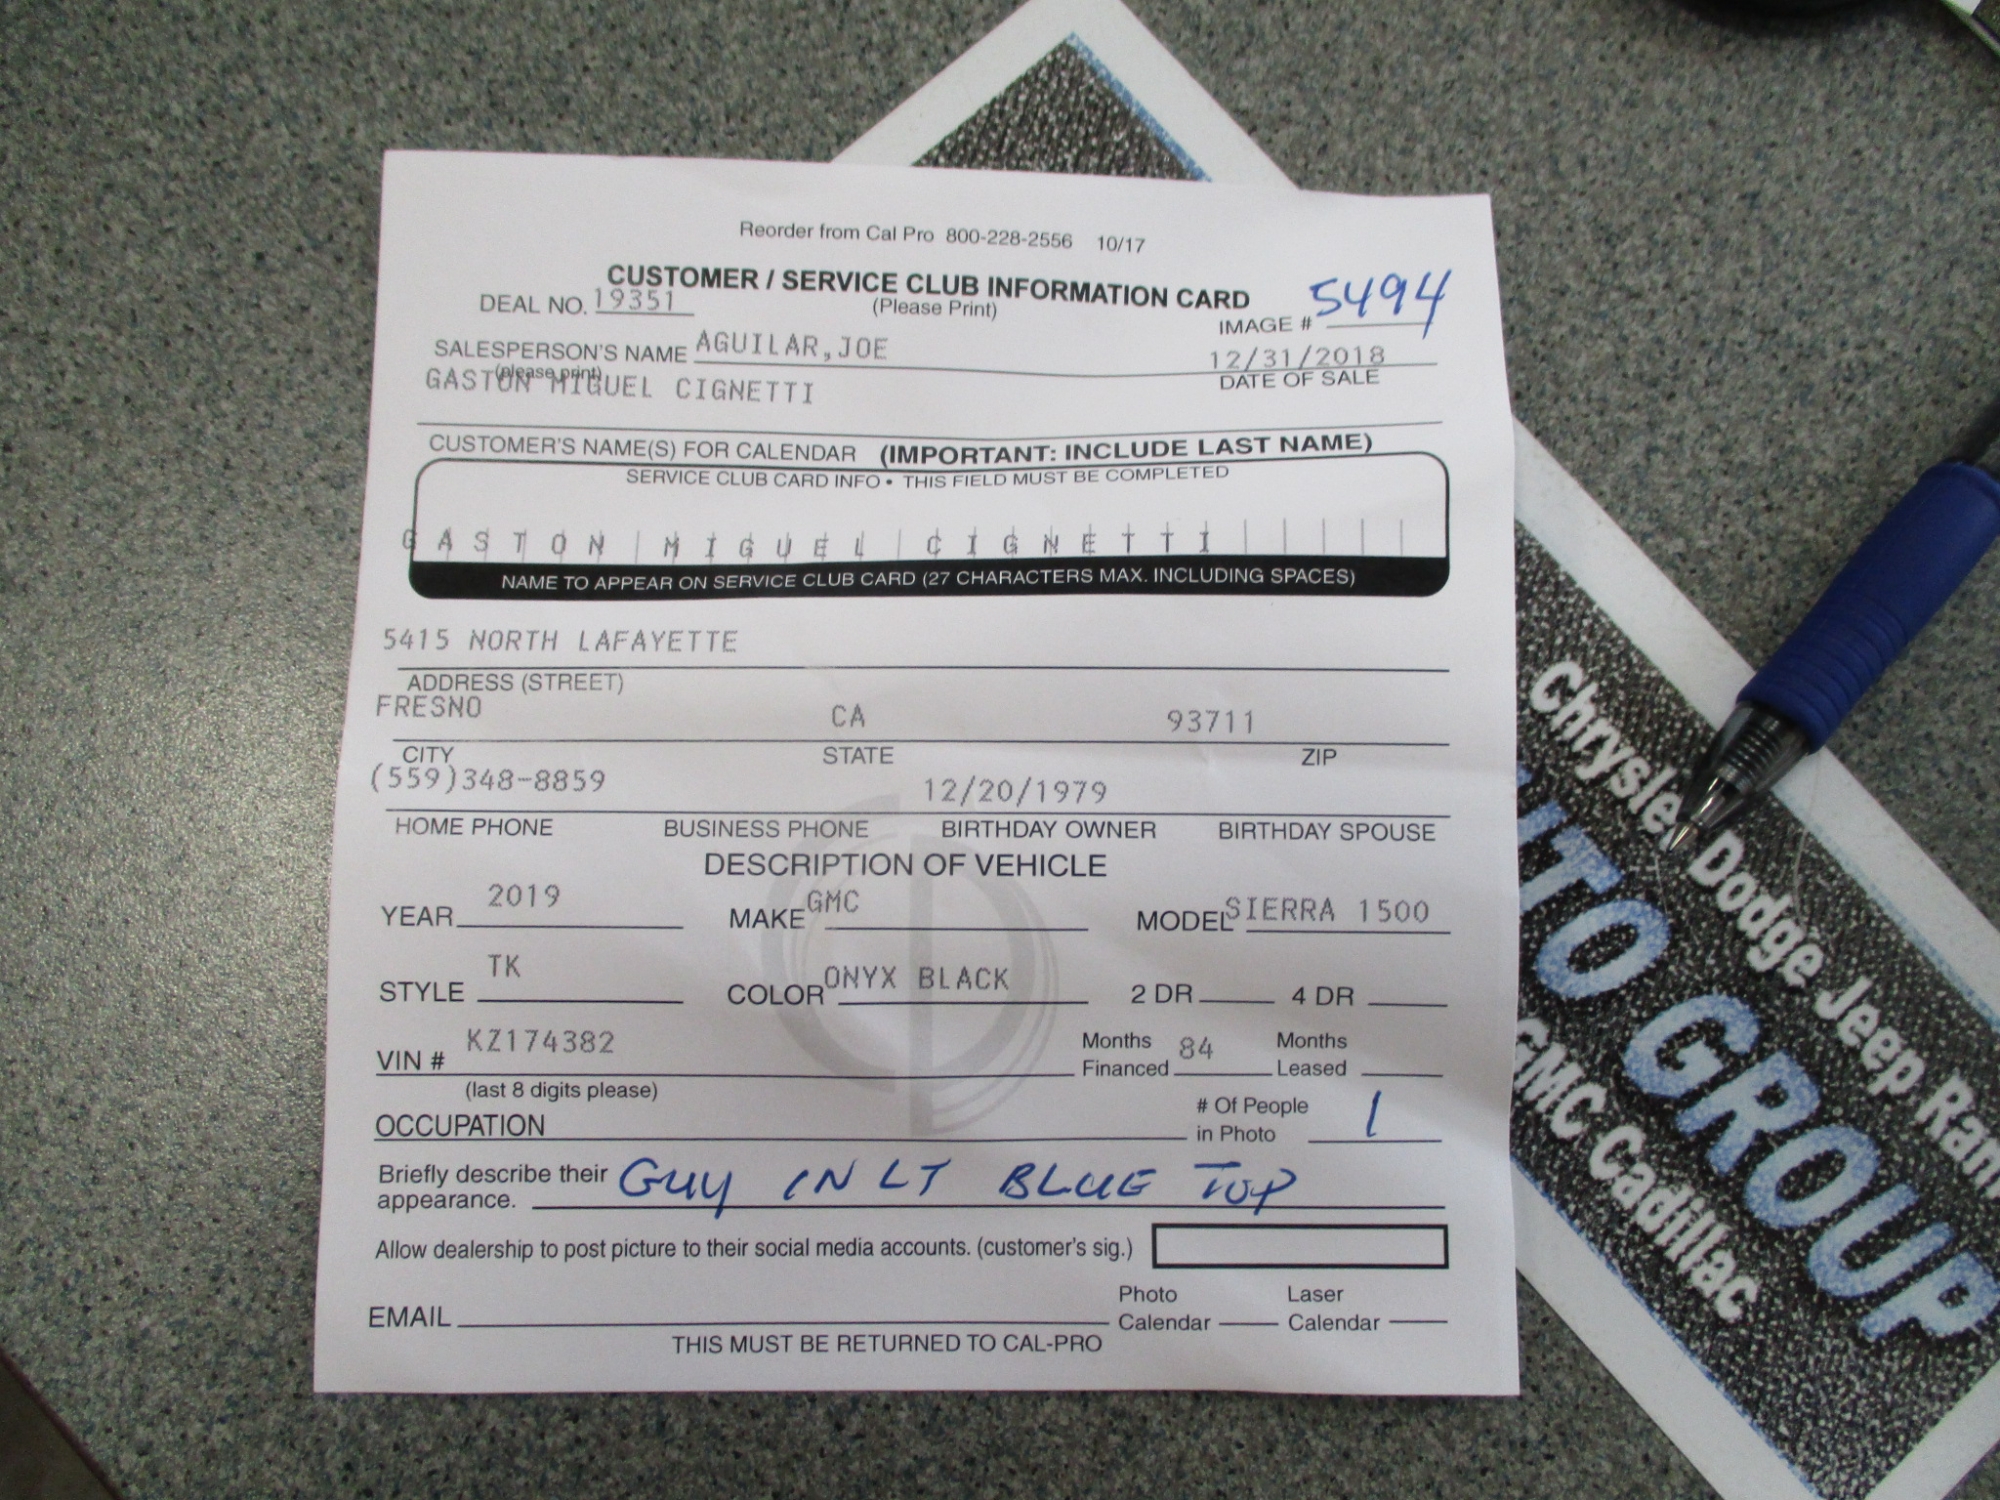 Reorder from Cal Pro 800-228-2556 10/17
CUSTOMER / SERVICE CLUB INFORMATION CARD
(Please Print)
DEAL NO. 19351
IMAGE # 5494
SALESPERSON'S NAME AGUILAR,JOE
(please print)
12/31/2018
DATE OF SALE
GASTON MIGUEL CIGNETTI
CUSTOMER'S NAME(S) FOR CALENDAR (IMPORTANT: INCLUDE LAST NAME)
SERVICE CLUB CARD INFO • THIS FIELD MUST BE COMPLETED
GASTON MIGUEL CIGNETTI
NAME TO APPEAR ON SERVICE CLUB CARD (27 CHARACTERS MAX. INCLUDING SPACES)
5415 NORTH LAFAYETTE
ADDRESS (STREET)
FRESNO CA 93711
CITY STATE ZIP
(559)348-8859 12/20/1979
HOME PHONE BUSINESS PHONE BIRTHDAY OWNER BIRTHDAY SPOUSE
DESCRIPTION OF VEHICLE
YEAR 2019 MAKE GMC MODEL SIERRA 1500
STYLE TK COLOR ONYX BLACK 2 DR 4 DR
VIN # KZ174382
(last 8 digits please)
Months Financed 84 Months Leased
OCCUPATION
# Of People in Photo 1
Briefly describe their appearance. GUY IN LT BLUE TOP
Allow dealership to post picture to their social media accounts. (customer's sig.)
EMAIL
Photo Calendar Laser Calendar
THIS MUST BE RETURNED TO CAL-PRO
Chrysler Dodge Jeep Ram
UTO GROUP
GMC Cadillac